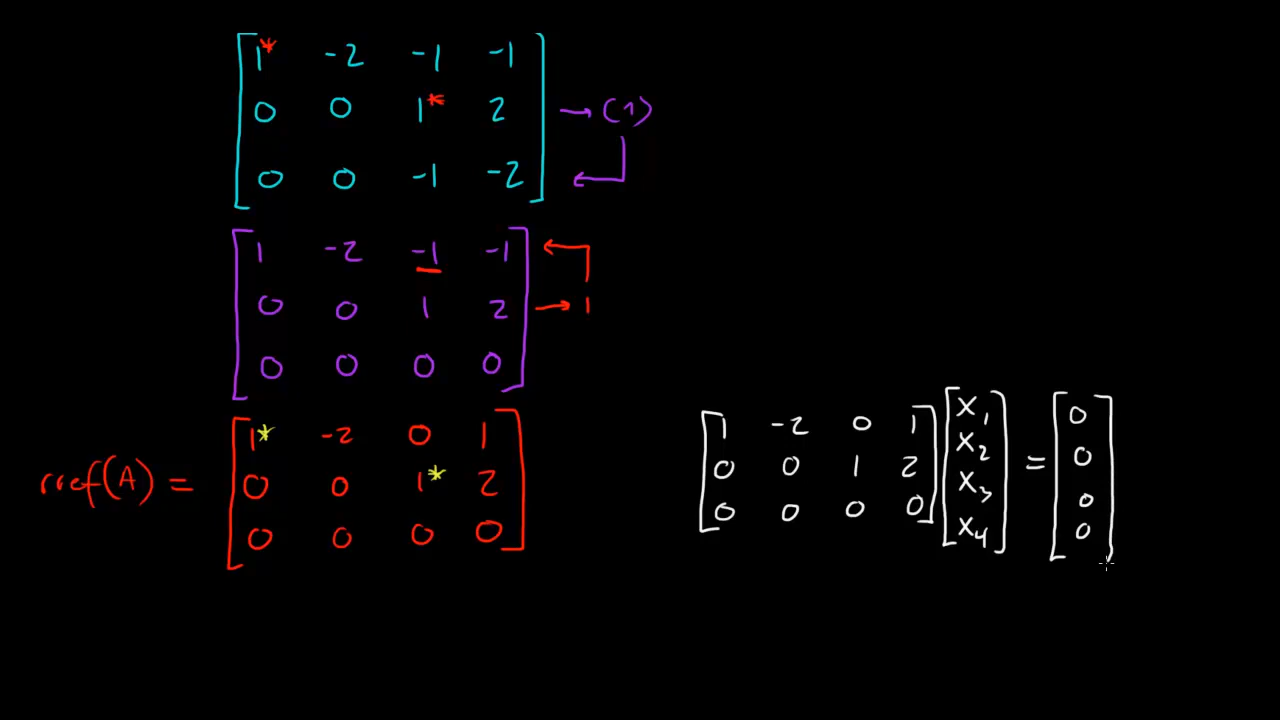 1* -2 -1 -1
0 0 1* 2 → (1)
0 0 -1 -2
1 -2 -1 -1
0 0 1 2 → 1
0 0 0 0
rref(A) =
1* -2 0 1
0 0 1* 2
0 0 0 0
1 -2 0 1
0 0 1 2
0 0 0 0
x1
x2
x3
x4
=
0
0
0
0